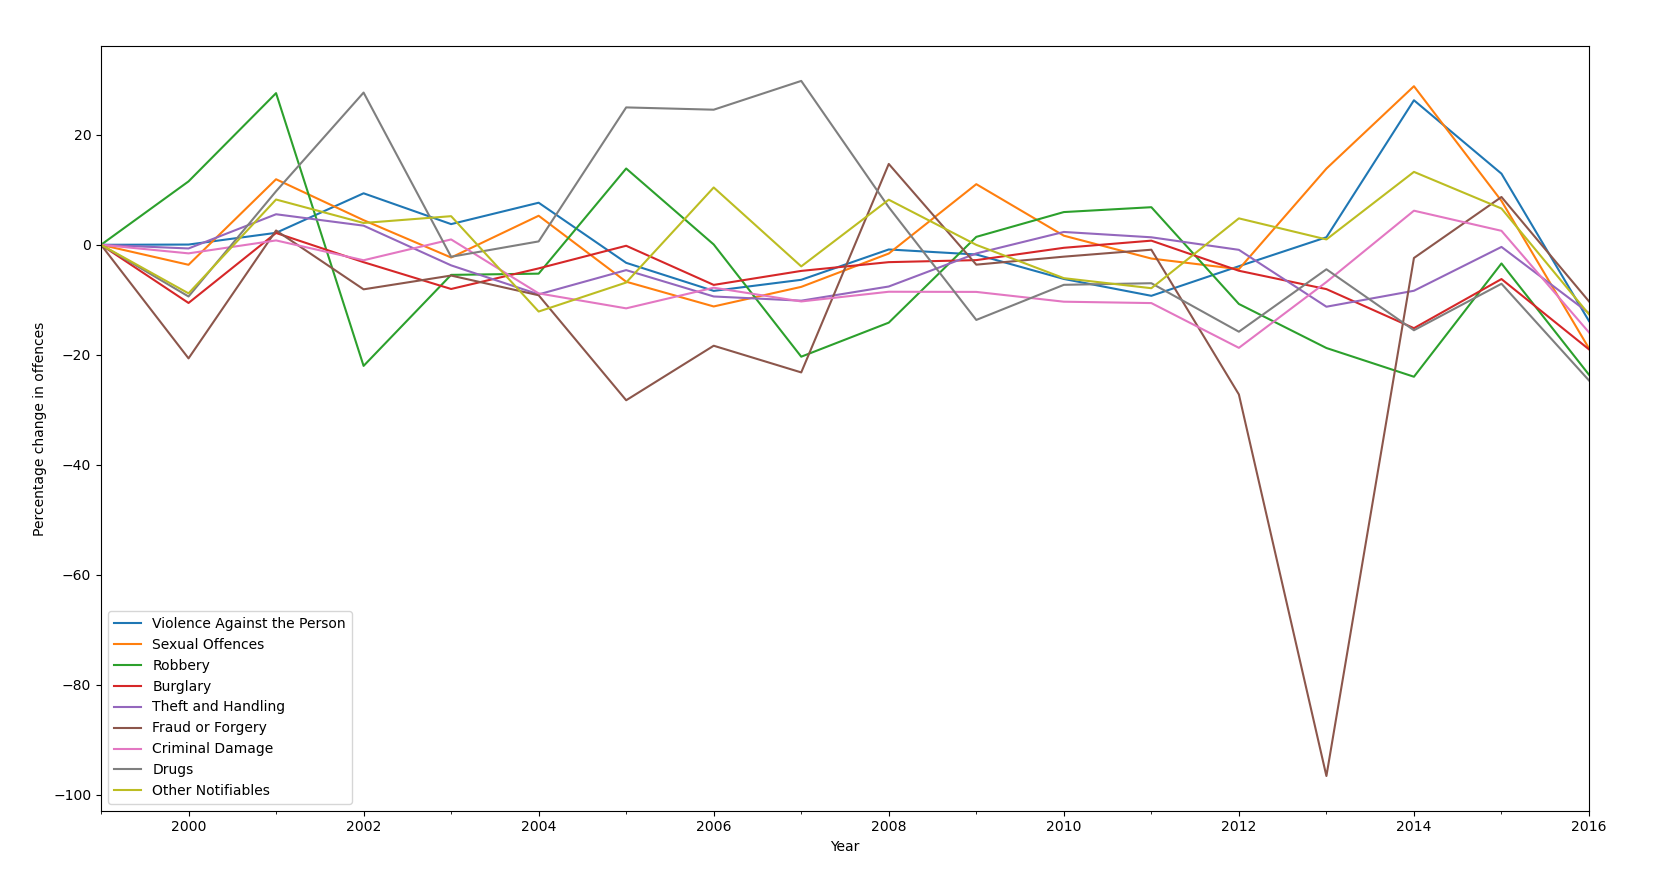 20
0
−20
−40
−60
−80
−100
Percentage change in offences
Violence Against the Person
Sexual Offences
Robbery
Burglary
Theft and Handling
Fraud or Forgery
Criminal Damage
Drugs
Other Notifiables
2000 2002 2004 2006 2008 2010 2012 2014 2016
Year